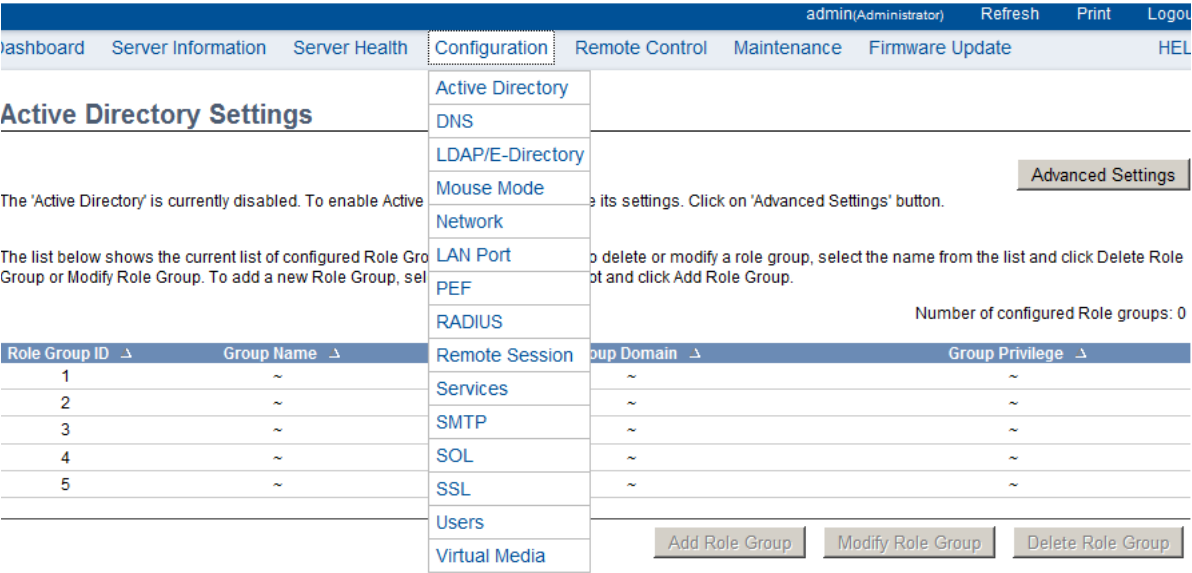 admin(Administrator) Refresh Print Logou
Dashboard Server Information Server Health Configuration Remote Control Maintenance Firmware Update HEL
Active Directory
DNS
LDAP/E-Directory
Mouse Mode
Network
LAN Port
PEF
RADIUS
Remote Session
Services
SMTP
SOL
SSL
Users
Virtual Media
Active Directory Settings
Advanced Settings
The 'Active Directory' is currently disabled. To enable Active e its settings. Click on 'Advanced Settings' button.
The list below shows the current list of configured Role Gro o delete or modify a role group, select the name from the list and click Delete Role
Group or Modify Role Group. To add a new Role Group, sel ot and click Add Role Group.
Number of configured Role groups: 0
Role Group ID Group Name oup Domain Group Privilege
1 ~ ~ ~
2 ~ ~ ~
3 ~ ~ ~
4 ~ ~ ~
5 ~ ~ ~
Add Role Group Modify Role Group Delete Role Group